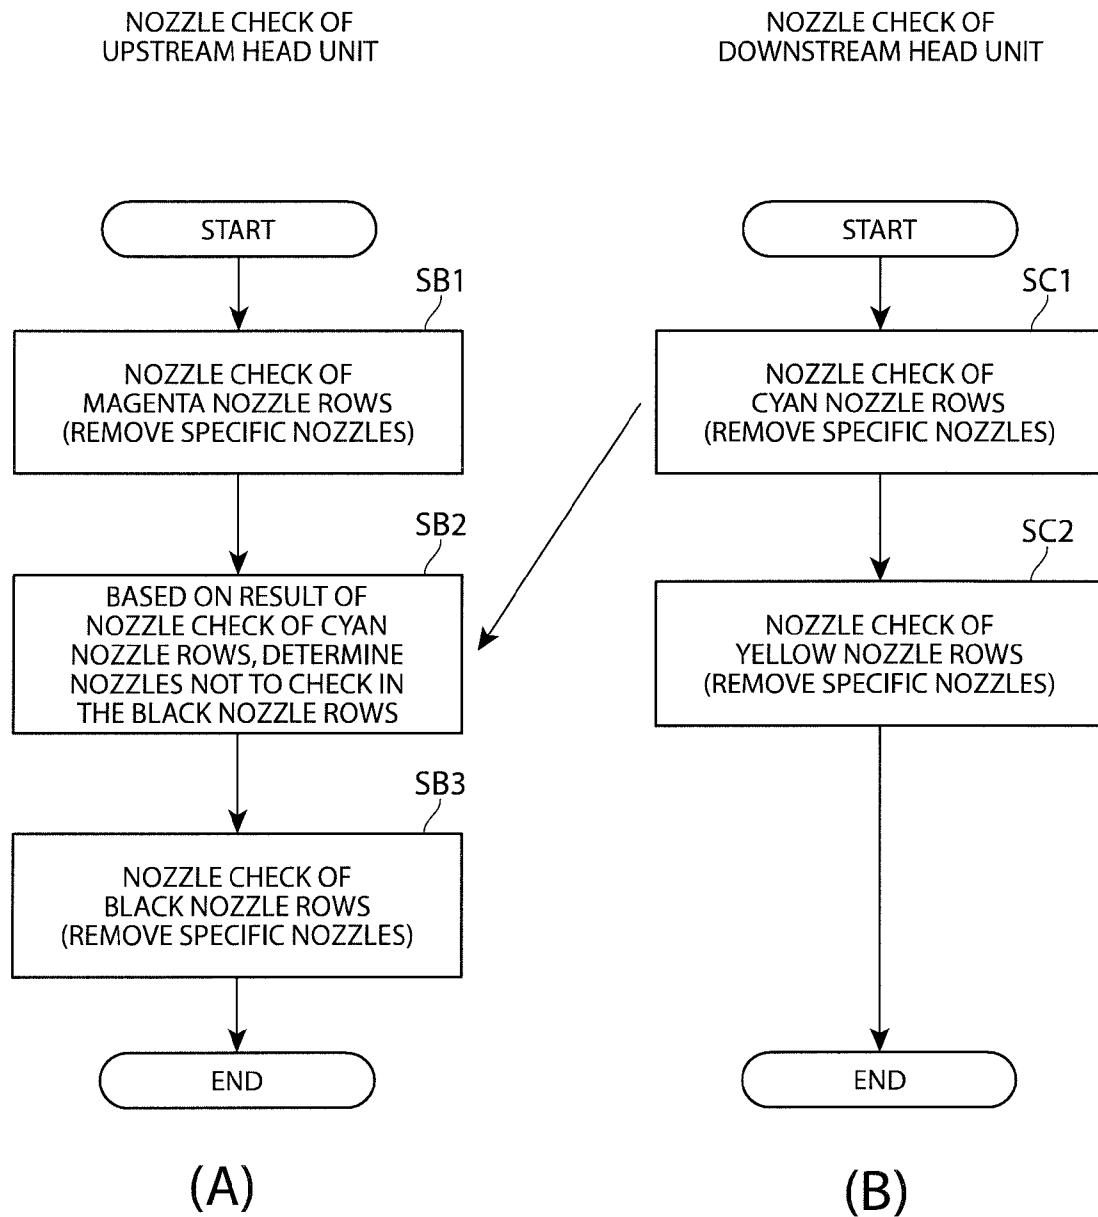 NOZZLE CHECK OF
UPSTREAM HEAD UNIT
START
SB1
NOZZLE CHECK OF
MAGENTA NOZZLE ROWS
(REMOVE SPECIFIC NOZZLES)
SB2
BASED ON RESULT OF
NOZZLE CHECK OF CYAN
NOZZLE ROWS, DETERMINE
NOZZLES NOT TO CHECK IN
THE BLACK NOZZLE ROWS
SB3
NOZZLE CHECK OF
BLACK NOZZLE ROWS
(REMOVE SPECIFIC NOZZLES)
END
(A)
NOZZLE CHECK OF
DOWNSTREAM HEAD UNIT
START
SC1
NOZZLE CHECK OF
CYAN NOZZLE ROWS
(REMOVE SPECIFIC NOZZLES)
SC2
NOZZLE CHECK OF
YELLOW NOZZLE ROWS
(REMOVE SPECIFIC NOZZLES)
END
(B)